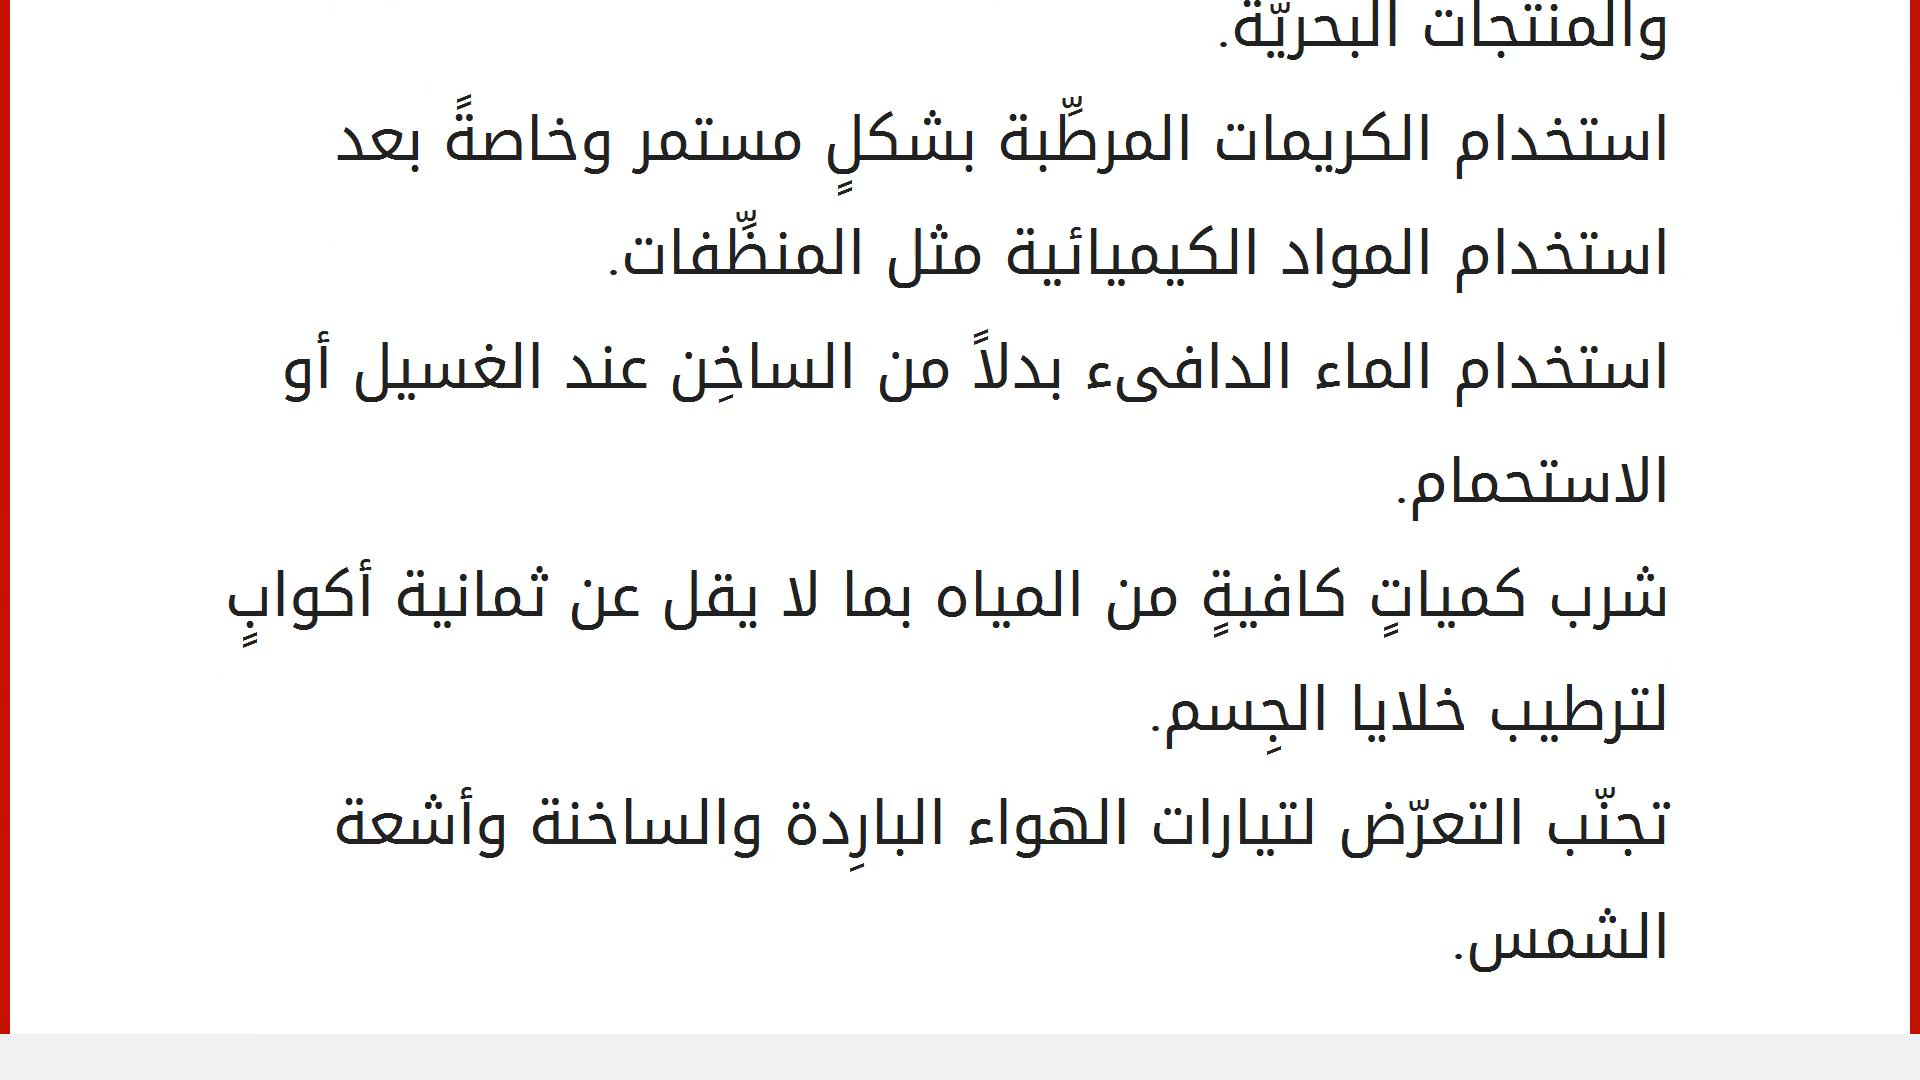 والمنتجات البحريّة.
استخدام الكريمات المرطِّبة بشكلٍ مستمر وخاصةً بعد
استخدام المواد الكيميائية مثل المنظِّفات.
استخدام الماء الدافىء بدلاً من الساخِن عند الغسيل أو
الاستحمام.
شرب كمياتٍ كافيةٍ من المياه بما لا يقل عن ثمانية أكوابٍ
لترطيب خلايا الجِسم.
تجنّب التعرّض لتيارات الهواء البارِدة والساخنة وأشعة
الشمس.